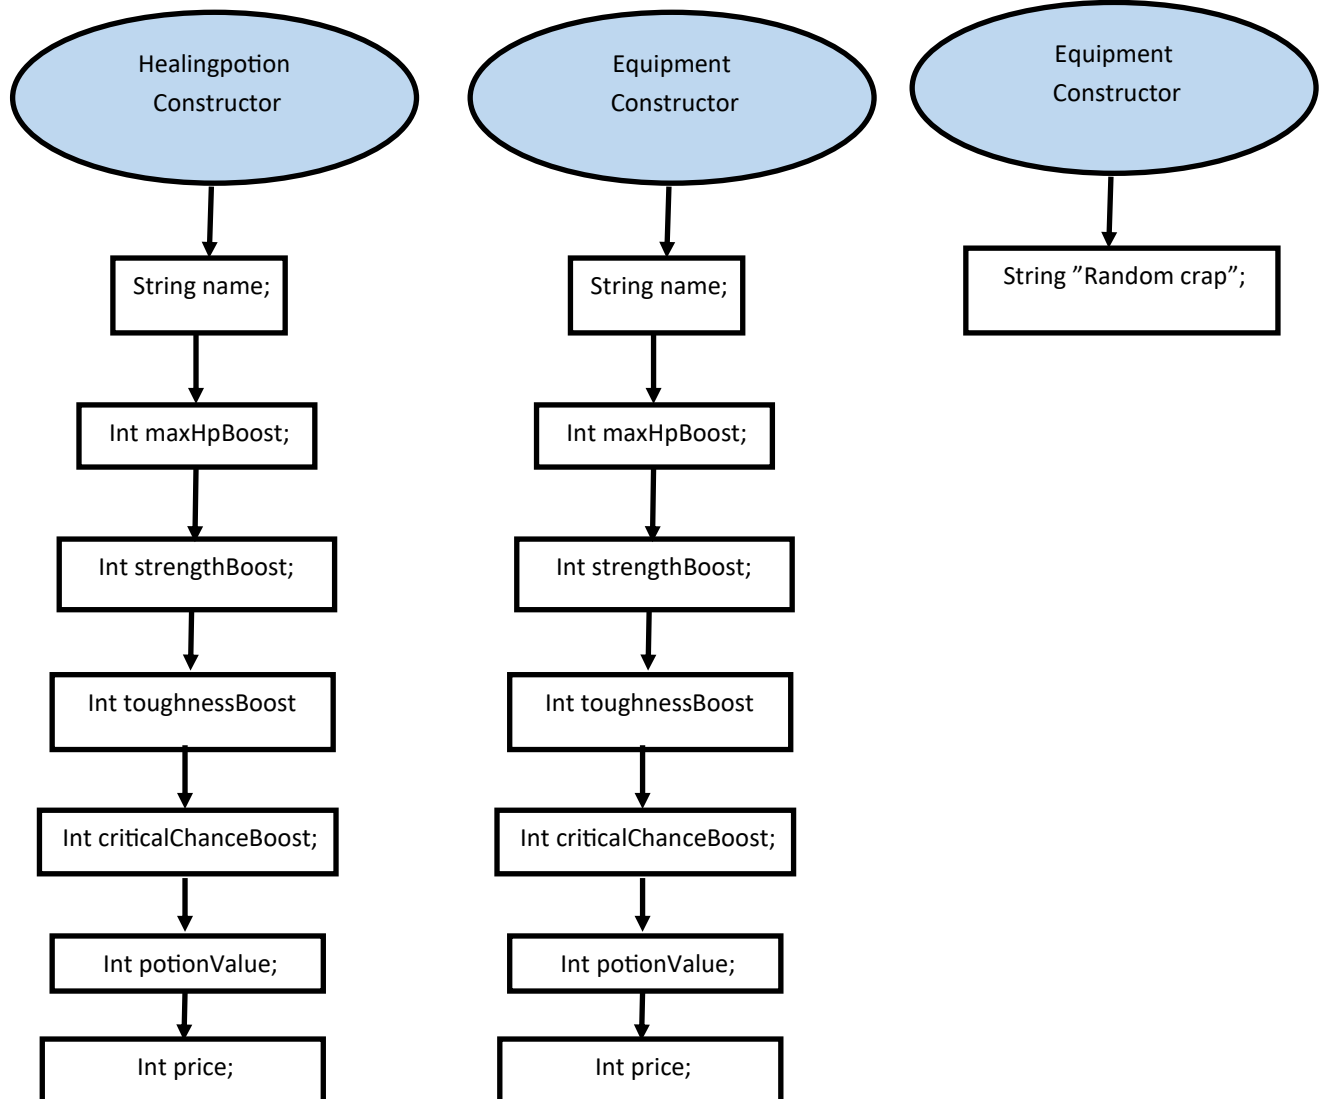 Healingpotion
Constructor
String name;
Int maxHpBoost;
Int strengthBoost;
Int toughnessBoost
Int criticalChanceBoost;
Int potionValue;
Int price;
Equipment
Constructor
String name;
Int maxHpBoost;
Int strengthBoost;
Int toughnessBoost
Int criticalChanceBoost;
Int potionValue;
Int price;
Equipment
Constructor
String ”Random crap”;